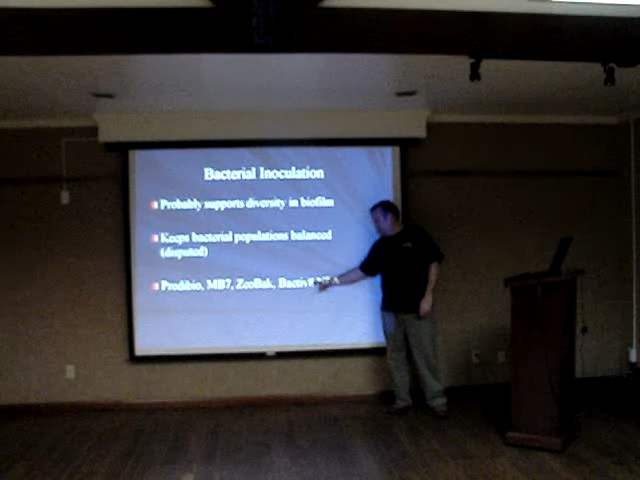 Bacterial Inoculation
Probably supports diversity in biofilm
Keeps bacterial populations balanced
(disputed)
Prodibio, MB7, ZeoBak,